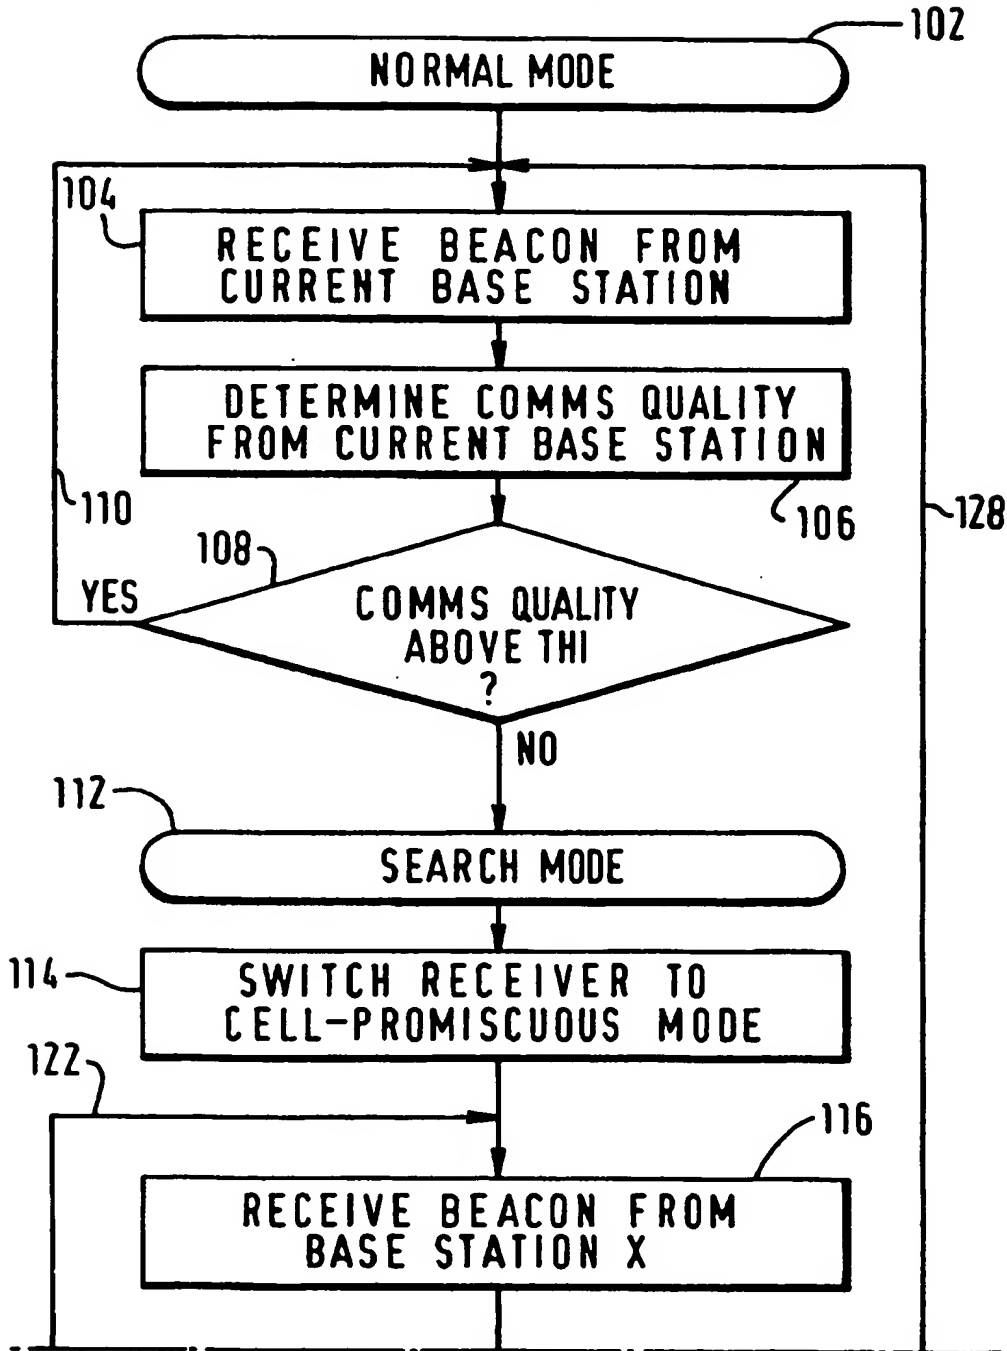 102
NORMAL MODE
104
RECEIVE BEACON FROM
CURRENT BASE STATION
DETERMINE COMMS QUALITY
FROM CURRENT BASE STATION
110
106
128
108
YES
COMMS QUALITY
ABOVE THI
?
NO
112
SEARCH MODE
114
SWITCH RECEIVER TO
CELL-PROMISCUOUS MODE
122
116
RECEIVE BEACON FROM
BASE STATION X